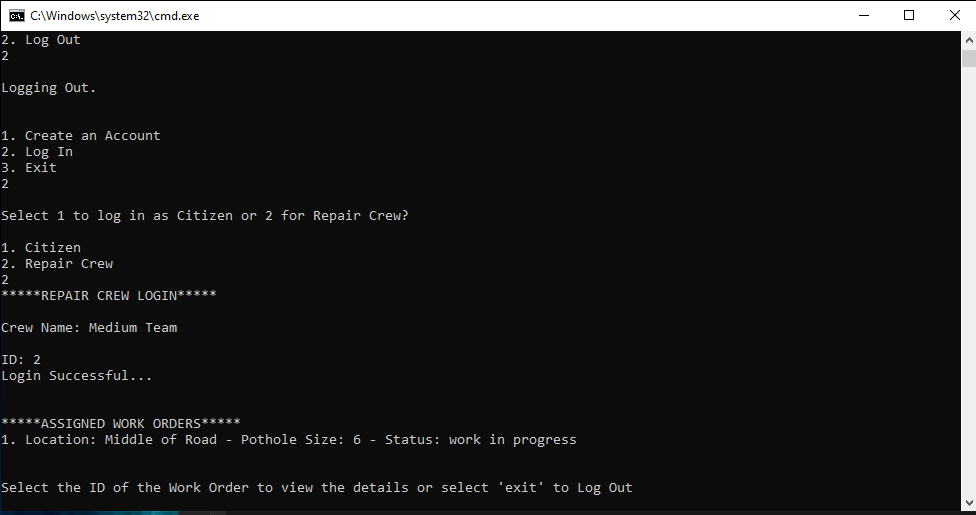 C:\Windows\system32\cmd.exe
2. Log Out
2
Logging Out.
1. Create an Account
2. Log In
3. Exit
2
Select 1 to log in as Citizen or 2 for Repair Crew?
1. Citizen
2. Repair Crew
2
*****REPAIR CREW LOGIN*****
Crew Name: Medium Team
ID: 2
Login Successful...
*****ASSIGNED WORK ORDERS*****
1. Location: Middle of Road - Pothole Size: 6 - Status: work in progress
Select the ID of the Work Order to view the details or select 'exit' to Log Out